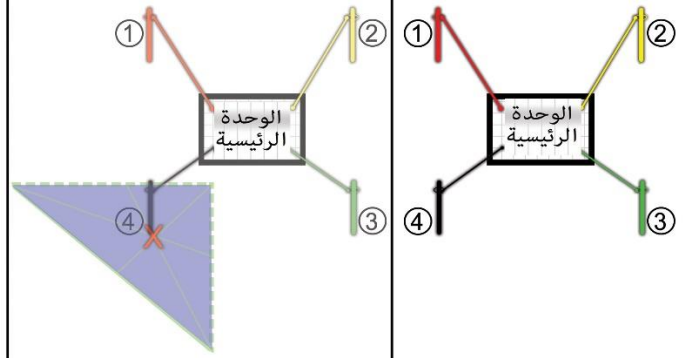 ① ②
الوحدة
الرئيسية
④ ③
① ②
الوحدة
الرئيسية
④ ③